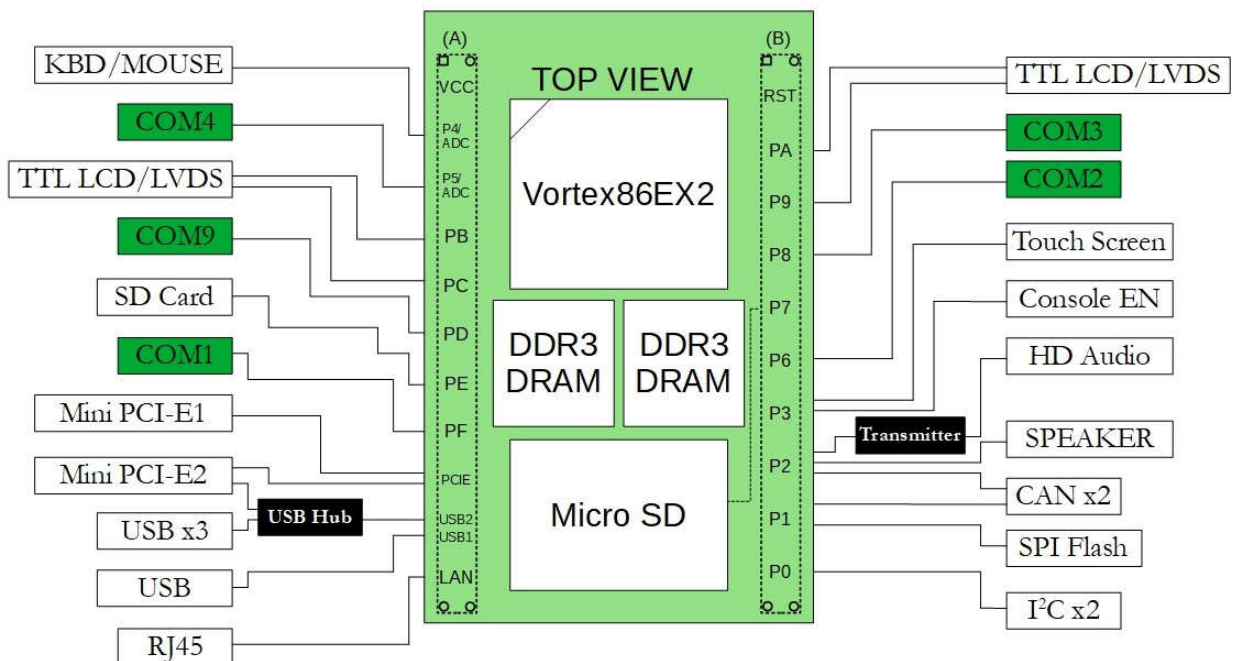 KBD/MOUSE
COM4
TTL LCD/LVDS
COM9
SD Card
COM1
Mini PCI-E1
Mini PCI-E2
USB Hub
USB x3
USB
RJ45
(A)
VCC
P4/
ADC
P5/
ADC
PB
PC
PD
PE
PF
PCIE
USB2
USB1
LAN
TOP VIEW
Vortex86EX2
DDR3
DRAM
DDR3
DRAM
Micro SD
(B)
RST
PA
P9
P8
P7
P6
P3
P2
P1
P0
TTL LCD/LVDS
COM3
COM2
Touch Screen
Console EN
HD Audio
Transmitter
SPEAKER
CAN x2
SPI Flash
I²C x2